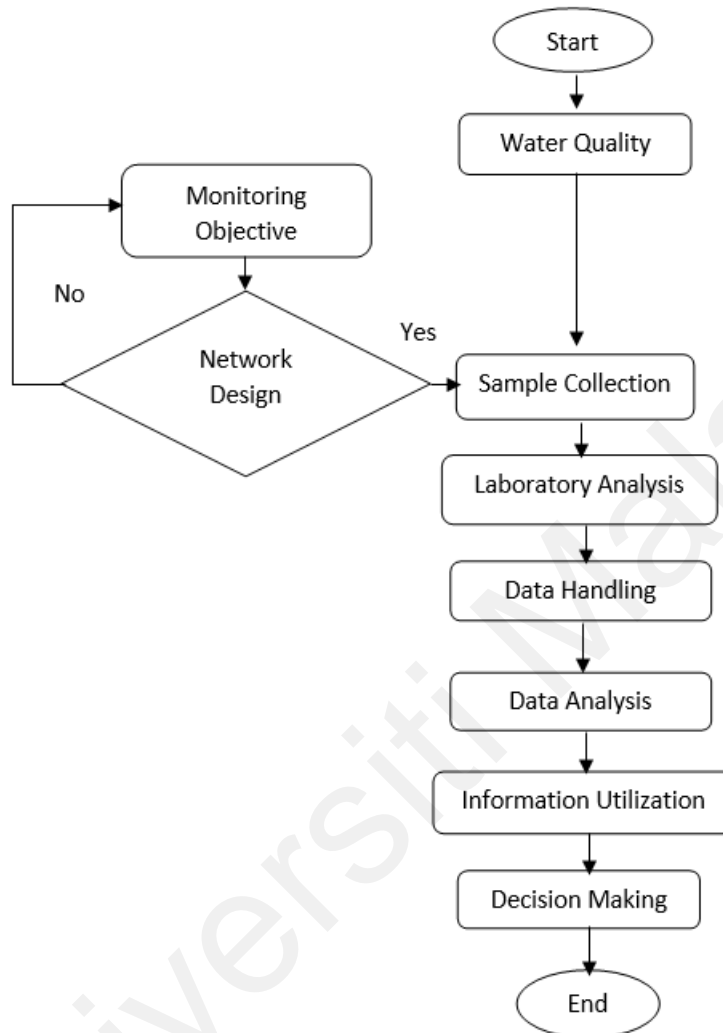 Start
Water Quality
Monitoring
Objective
No
Yes
Network
Design
Sample Collection
Laboratory Analysis
Data Handling
Data Analysis
Information Utilization
Decision Making
End